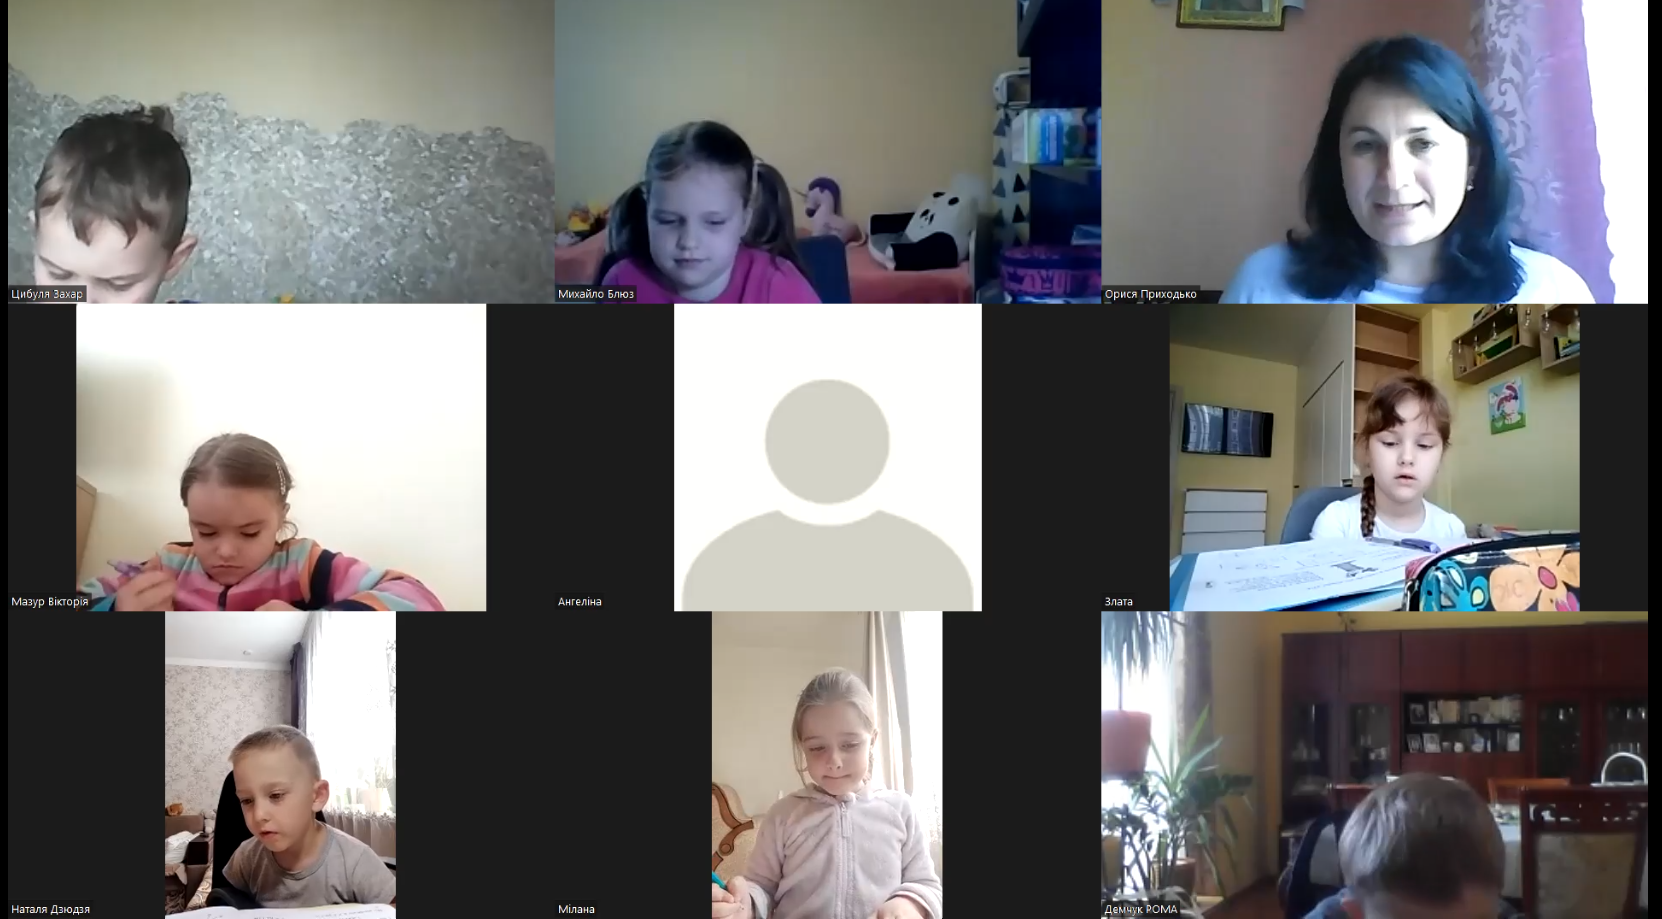 Цибуля Захар
Михайло Блюз
Орися Приходько
Мазур Вікторія
Ангеліна
Злата
Наталя Дзюдзя
Мілана
Демчук РОМА